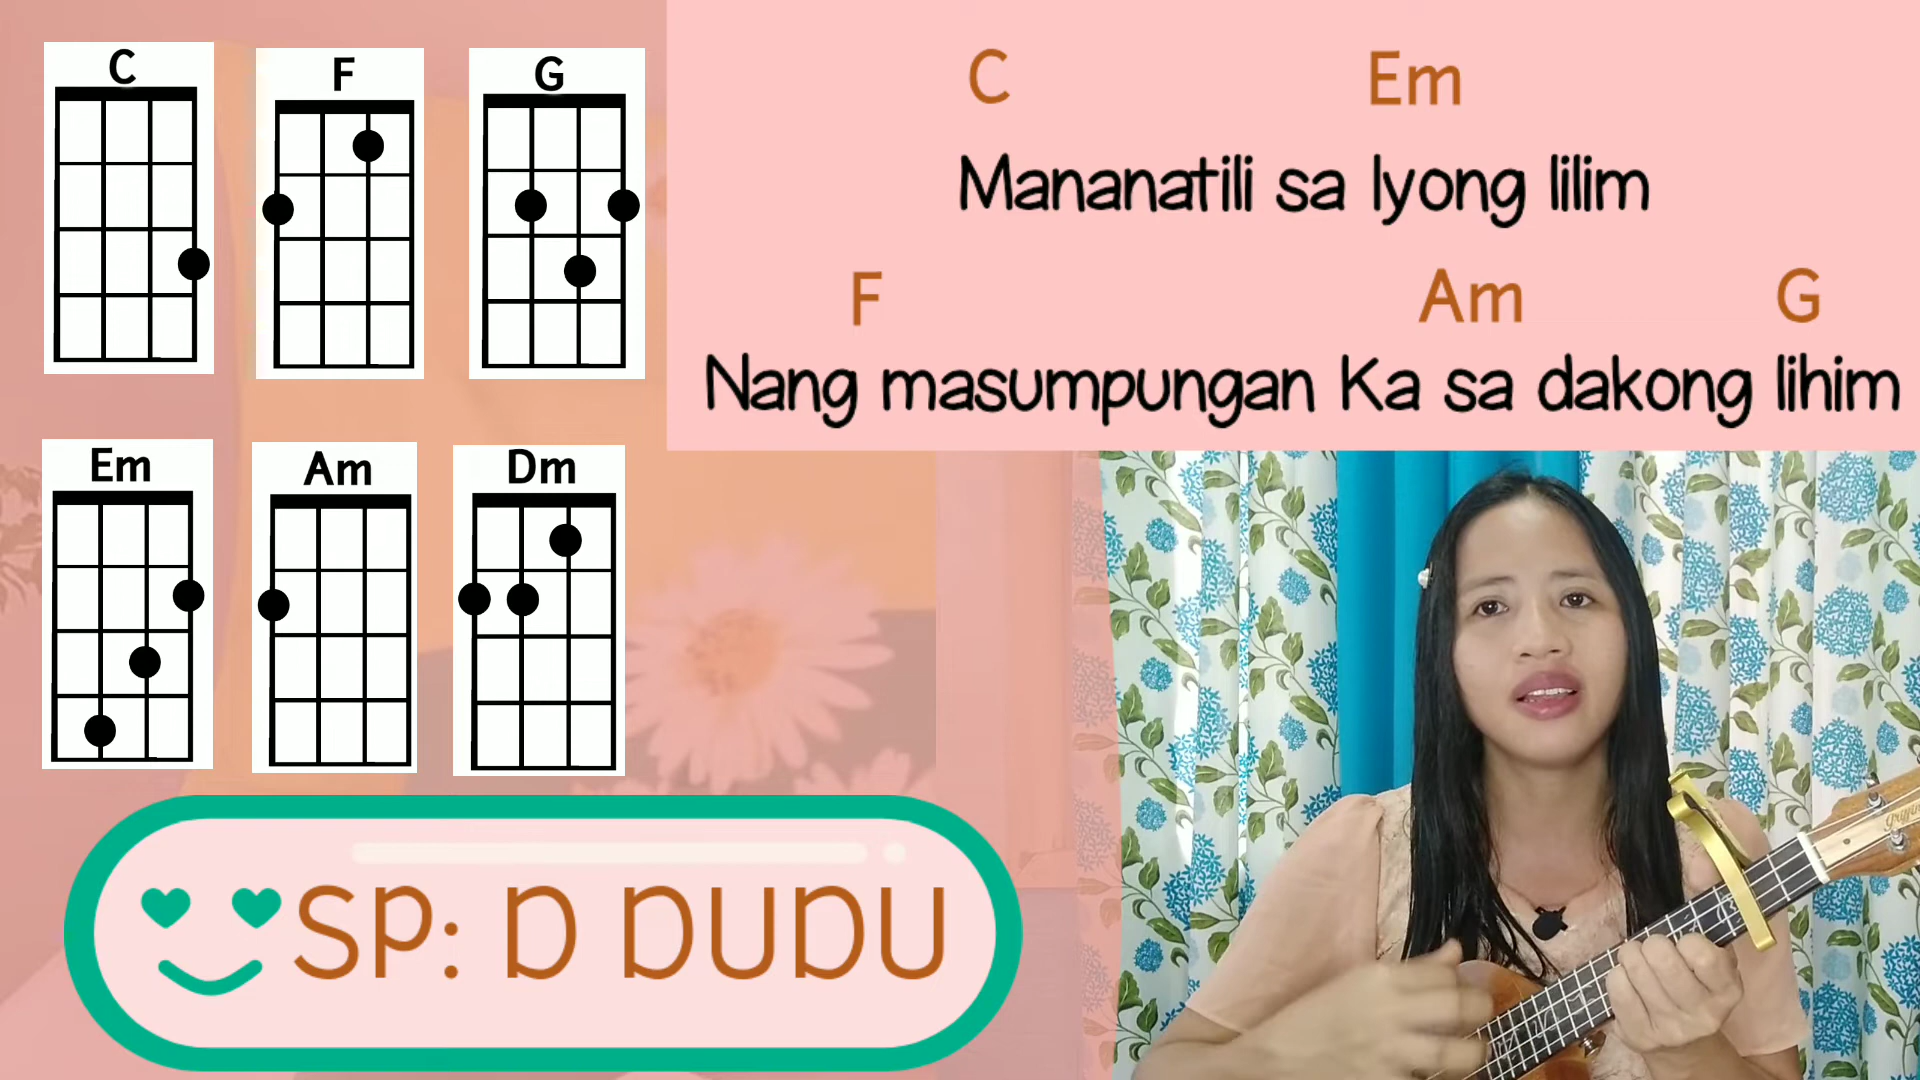 C F G
Em Am Dm
SP: D DUDU
C Em
Mananatili sa Iyong lilim
F Am G
Nang masumpungan Ka sa dakong lihim